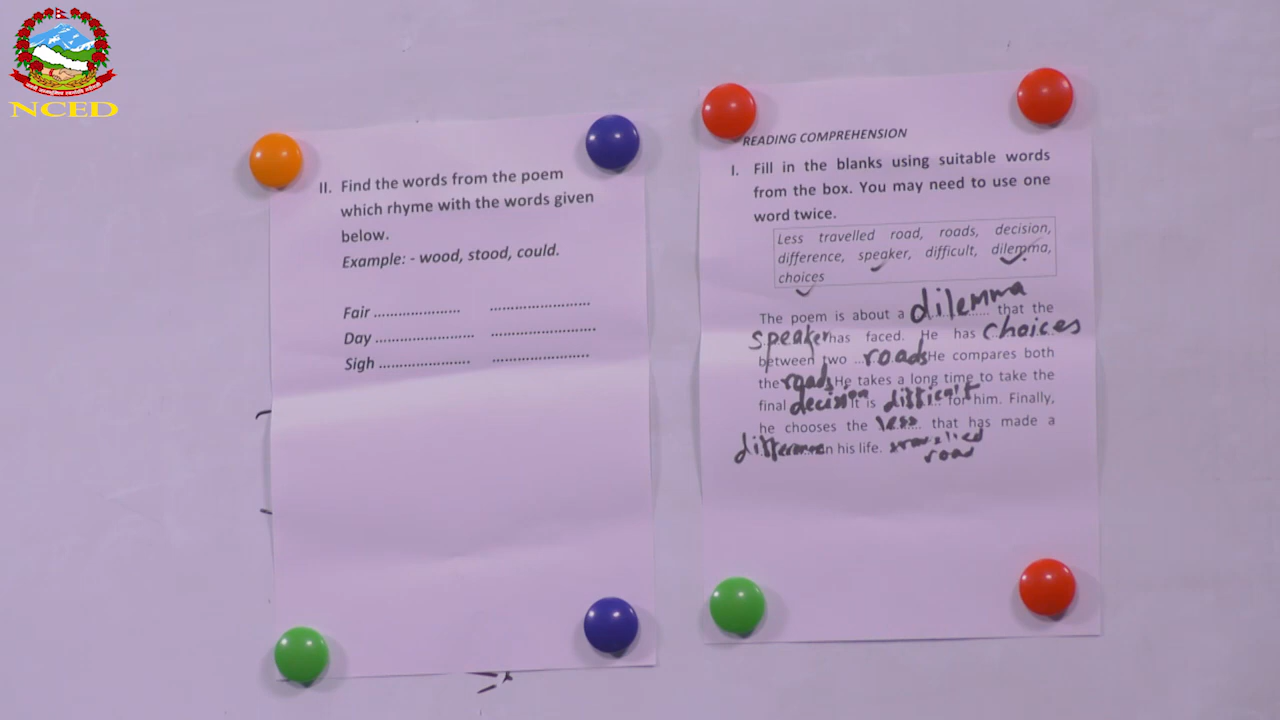 NCED
II. Find the words from the poem
which rhyme with the words given
below.
Example: - wood, stood, could.
Fair ..................... .........................
Day ........................ ..........................
Sigh ...................... ........................
READING COMPREHENSION
I. Fill in the blanks using suitable words
from the box. You may need to use one
word twice.
Less travelled road, roads, decision,
difference, speaker, difficult, dilemma,
choices
The poem is about a dilemma that the
speaker has faced. He has choices
between two ...roads He compares both
the roads. He takes a long time to take the
final decision It is difficult for him. Finally,
he chooses the less that has made a
difference in his life. travelled
road